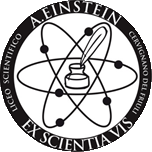 A.EINSTEIN
LICEO SCIENTIFICO
CERVIGNANO DEL FRIULI
EX SCIENTIA VIS